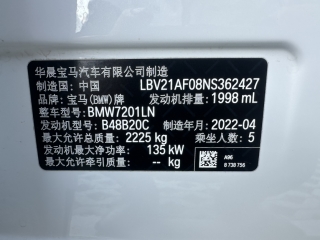 华晨宝马汽车有限公司制造
制造国：中国 LBV21AF08NS362427
品牌：宝马(BMW)牌 发动机排量：1998 mL
整车型号：BMW7201LN
发动机型号：B48B20C 制造年月：2022-04
最大允许总质量：2225 kg 乘坐人数：5
发动机最大净功率：135 kW A96
最大允许牵引质量：-- kg 8 738 756